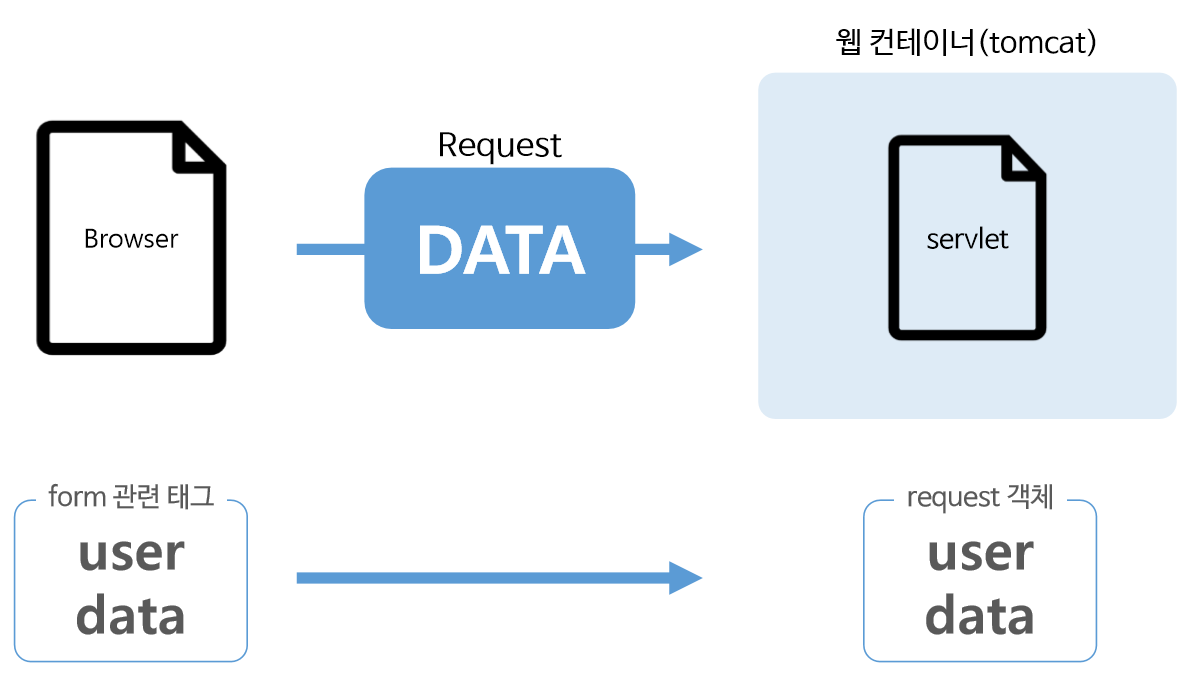 웹 컨테이너(tomcat)
Request
Browser
DATA
servlet
form 관련 태그
user
data
request 객체
user
data